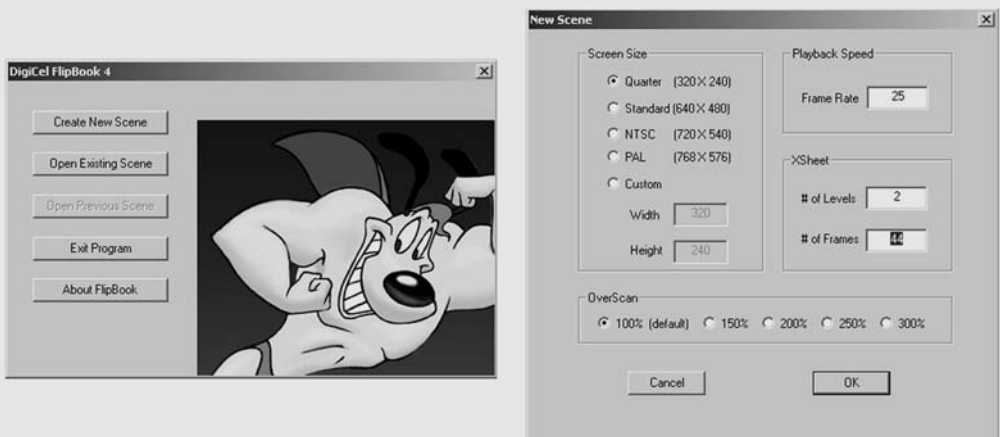 DigiCel FlipBook 4
Create New Scene
Open Existing Scene
Open Previous Scene
Exit Program
About FlipBook
New Scene
Screen Size
Quarter (320 X 240)
Standard (640 X 480)
NTSC (720 X 540)
PAL (768 X 576)
Custom
Width 320
Height 240
Playback Speed
Frame Rate 25
XSheet
# of Levels 2
# of Frames 44
OverScan
100% (default) 150% 200% 250% 300%
Cancel OK